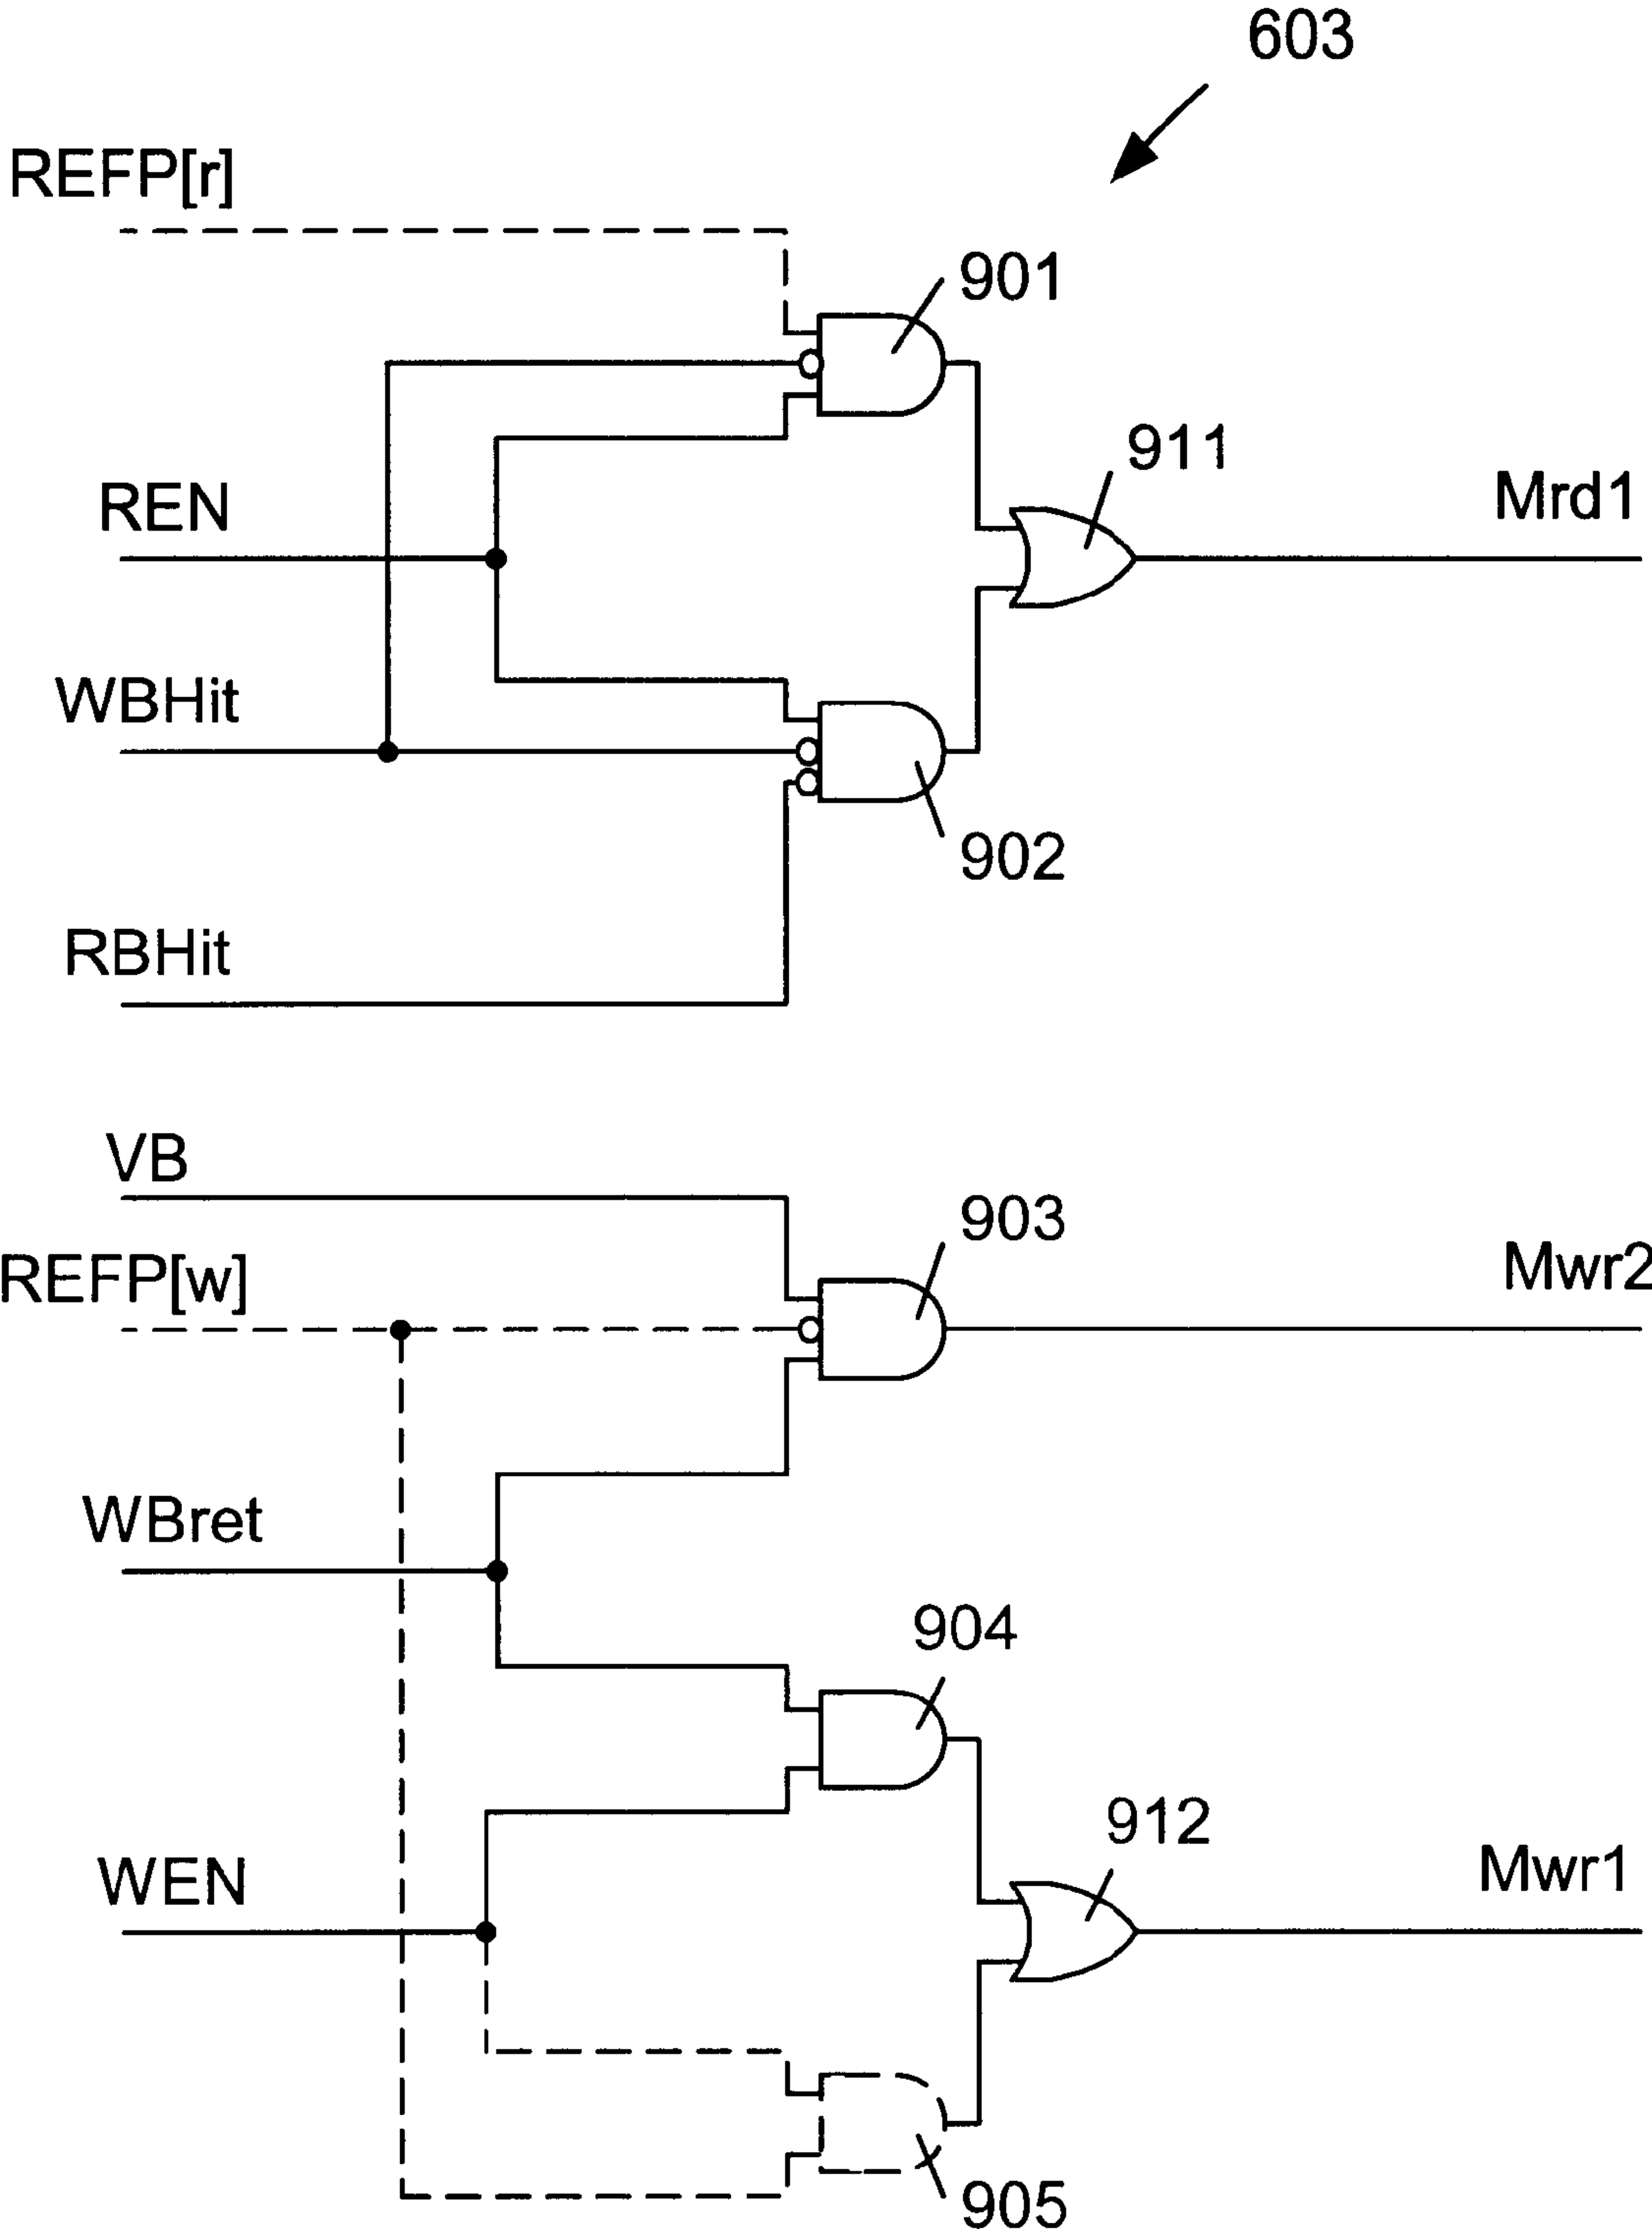 603
REFP[r]
901
911
REN
Mrd1
WBHit
902
RBHit
VB
903
REFP[w]
Mwr2
WBret
904
912
WEN
Mwr1
905